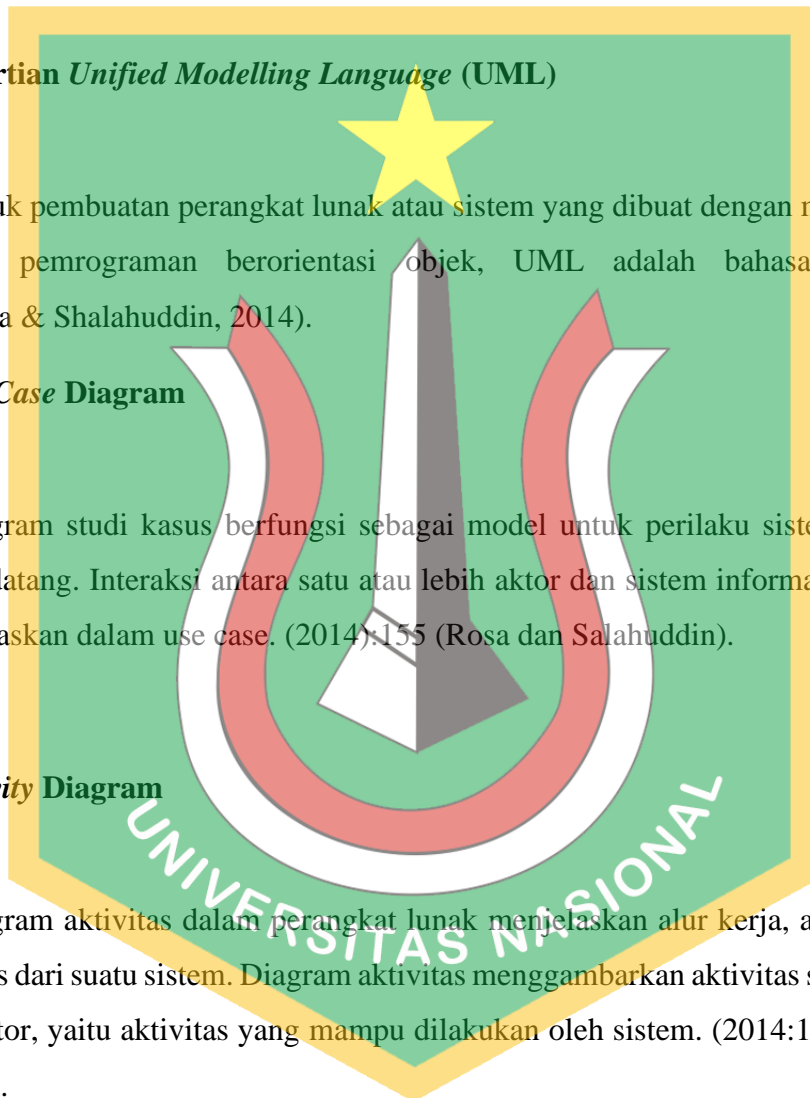 rtian Unified Modelling Language (UML)
uk pembuatan perangkat lunak atau sistem yang dibuat dengan
pemrograman berorientasi objek, UML adalah bahasa
a & Shalahuddin, 2014).
Case Diagram
gram studi kasus berfungsi sebagai model untuk perilaku siste
latang. Interaksi antara satu atau lebih aktor dan sistem informa
askan dalam use case. (2014):155 (Rosa dan Salahuddin).
ity Diagram
gram aktivitas dalam perangkat lunak menjelaskan alur kerja, a
s dari suatu sistem. Diagram aktivitas menggambarkan aktivitas s
tor, yaitu aktivitas yang mampu dilakukan oleh sistem. (2014:1
.
UNIVERSITAS NASIONAL